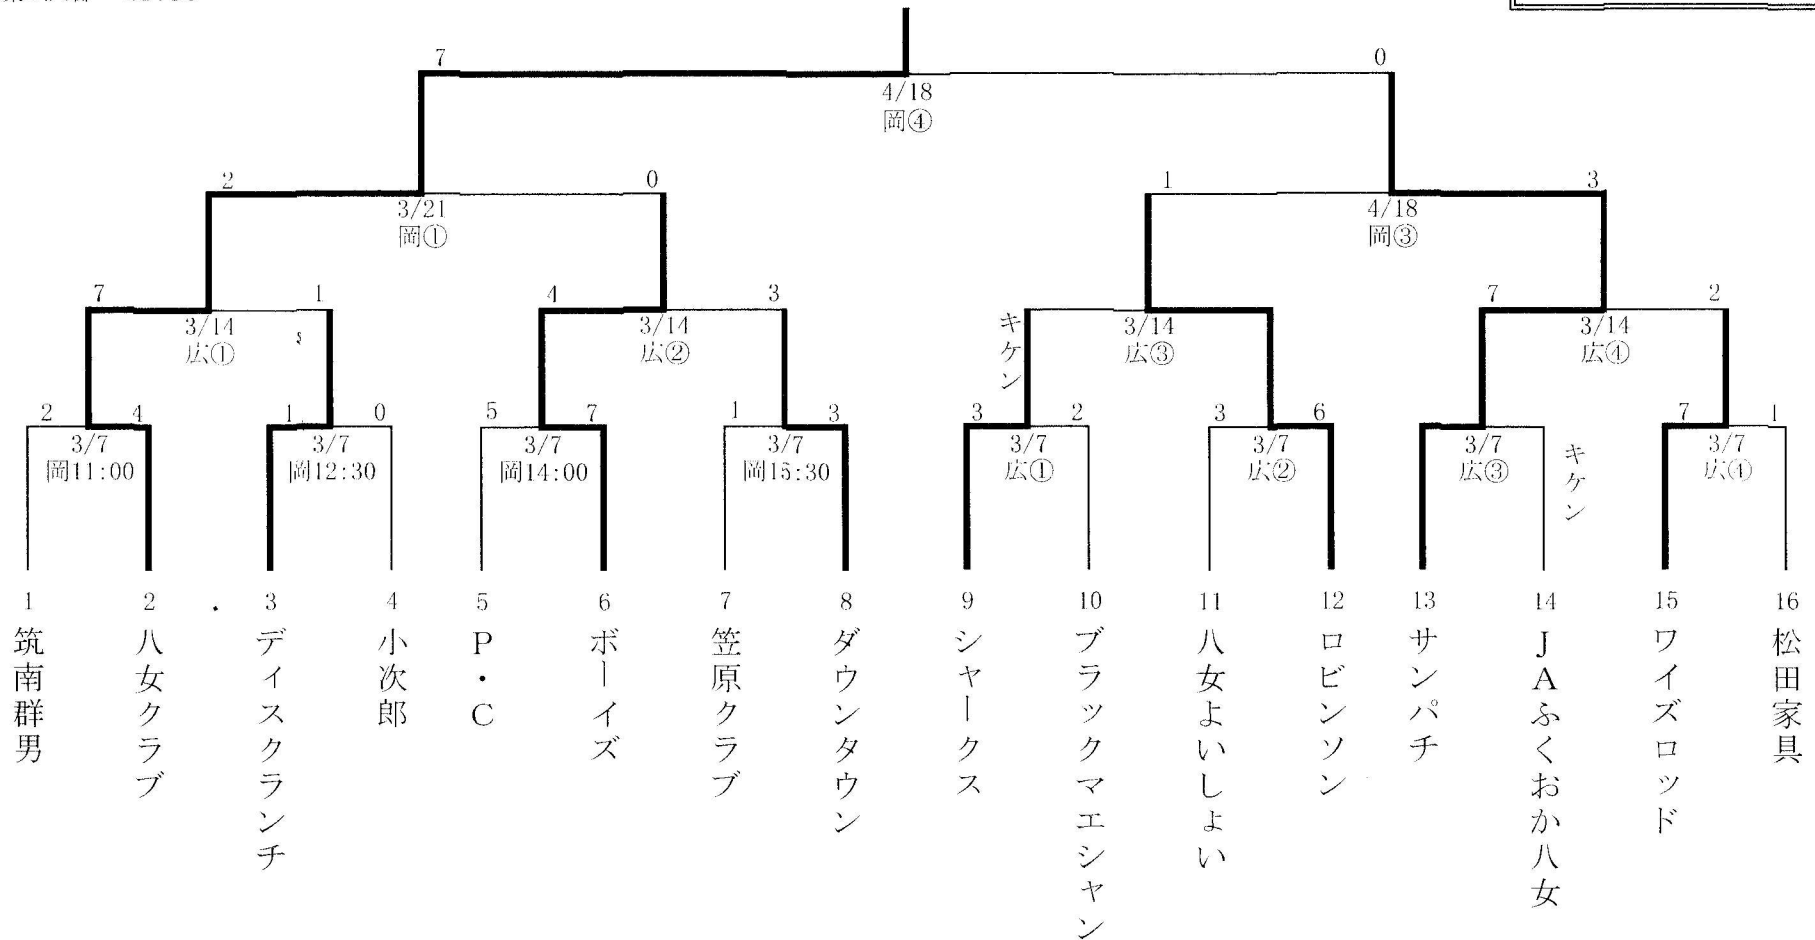 7 0
4/18
岡④
2 0 1 3
3/21 4/18
岡① 岡③
7 1 4 3 キケン 7 2
3/14 3/14 3/14 3/14
広① 広② 広③ 広④
2 4 1 0 5 7 1 3 3 2 3 6 キケン 7 1
3/7 3/7 3/7 3/7 3/7 3/7 3/7 3/7
岡11:00 岡12:30 岡14:00 岡15:30 広① 広② 広③ 広④
1 2 3 4 5 6 7 8 9 10 11 12 13 14 15 16
筑南群男
八女クラブ
ディスクランチ
小次郎
P・C
ボーイズ
笠原クラブ
ダウンタウン
シャークス
ブラックマエシャン
八女よいしょい
ロビンソン
サンパチ
JAふくおか八女
ワイズロッド
松田家具